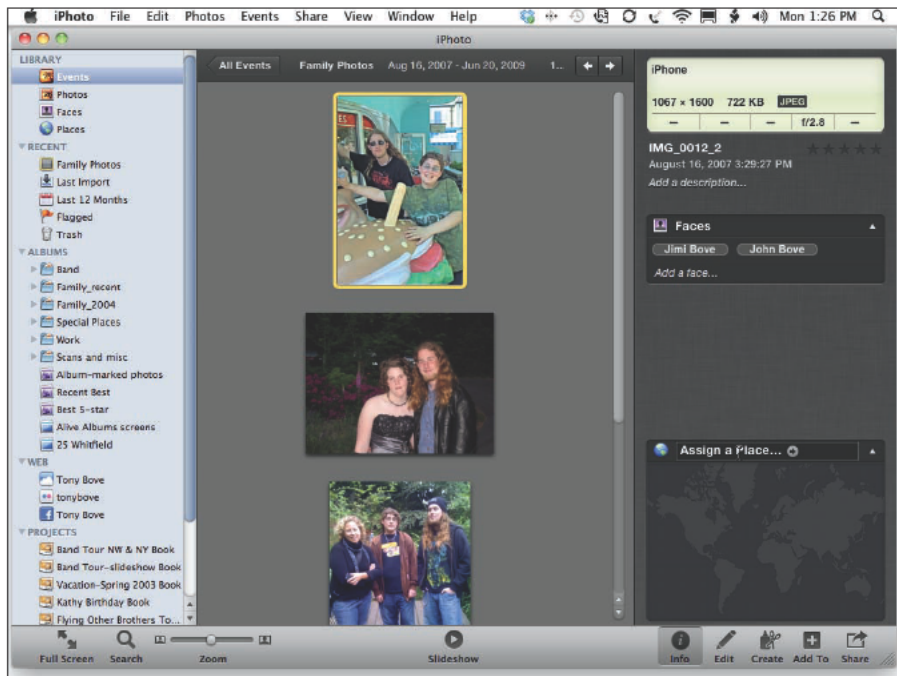 iPhoto File Edit Photos Events Share View Window Help Mon 1:26 PM
iPhoto
LIBRARY
Events
Photos
Faces
Places
RECENT
Family Photos
Last Import
Last 12 Months
Flagged
Trash
ALBUMS
Band
Family_recent
Family_2004
Special Places
Work
Scans and misc
Album-marked photos
Recent Best
Best 5-star
Alive Albums screens
25 Whitfield
WEB
Tony Bove
tonybove
Tony Bove
PROJECTS
Band Tour NW & NY Book
Band Tour-slideshow Book
Vacation-Spring 2003 Book
Kathy Birthday Book
Flying Other Brothers To...
All Events Family Photos Aug 16, 2007 - Jun 20, 2009 1...
iPhone
1067 × 1600 722 KB JPEG
– – – f/2.8 –
IMG_0012_2
August 16, 2007 3:29:27 PM
Add a description...
Faces
Jimi Bove John Bove
Add a face...
Assign a Place...
Full Screen Search Zoom Slideshow Info Edit Create Add To Share